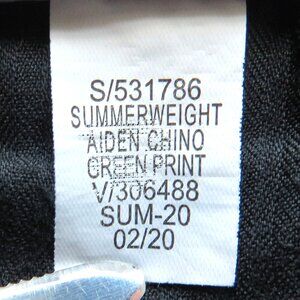 S/531786
SUMMERWEIGHT
AIDEN CHINO
GREEN PRINT
V/306488
SUM-20
02/20